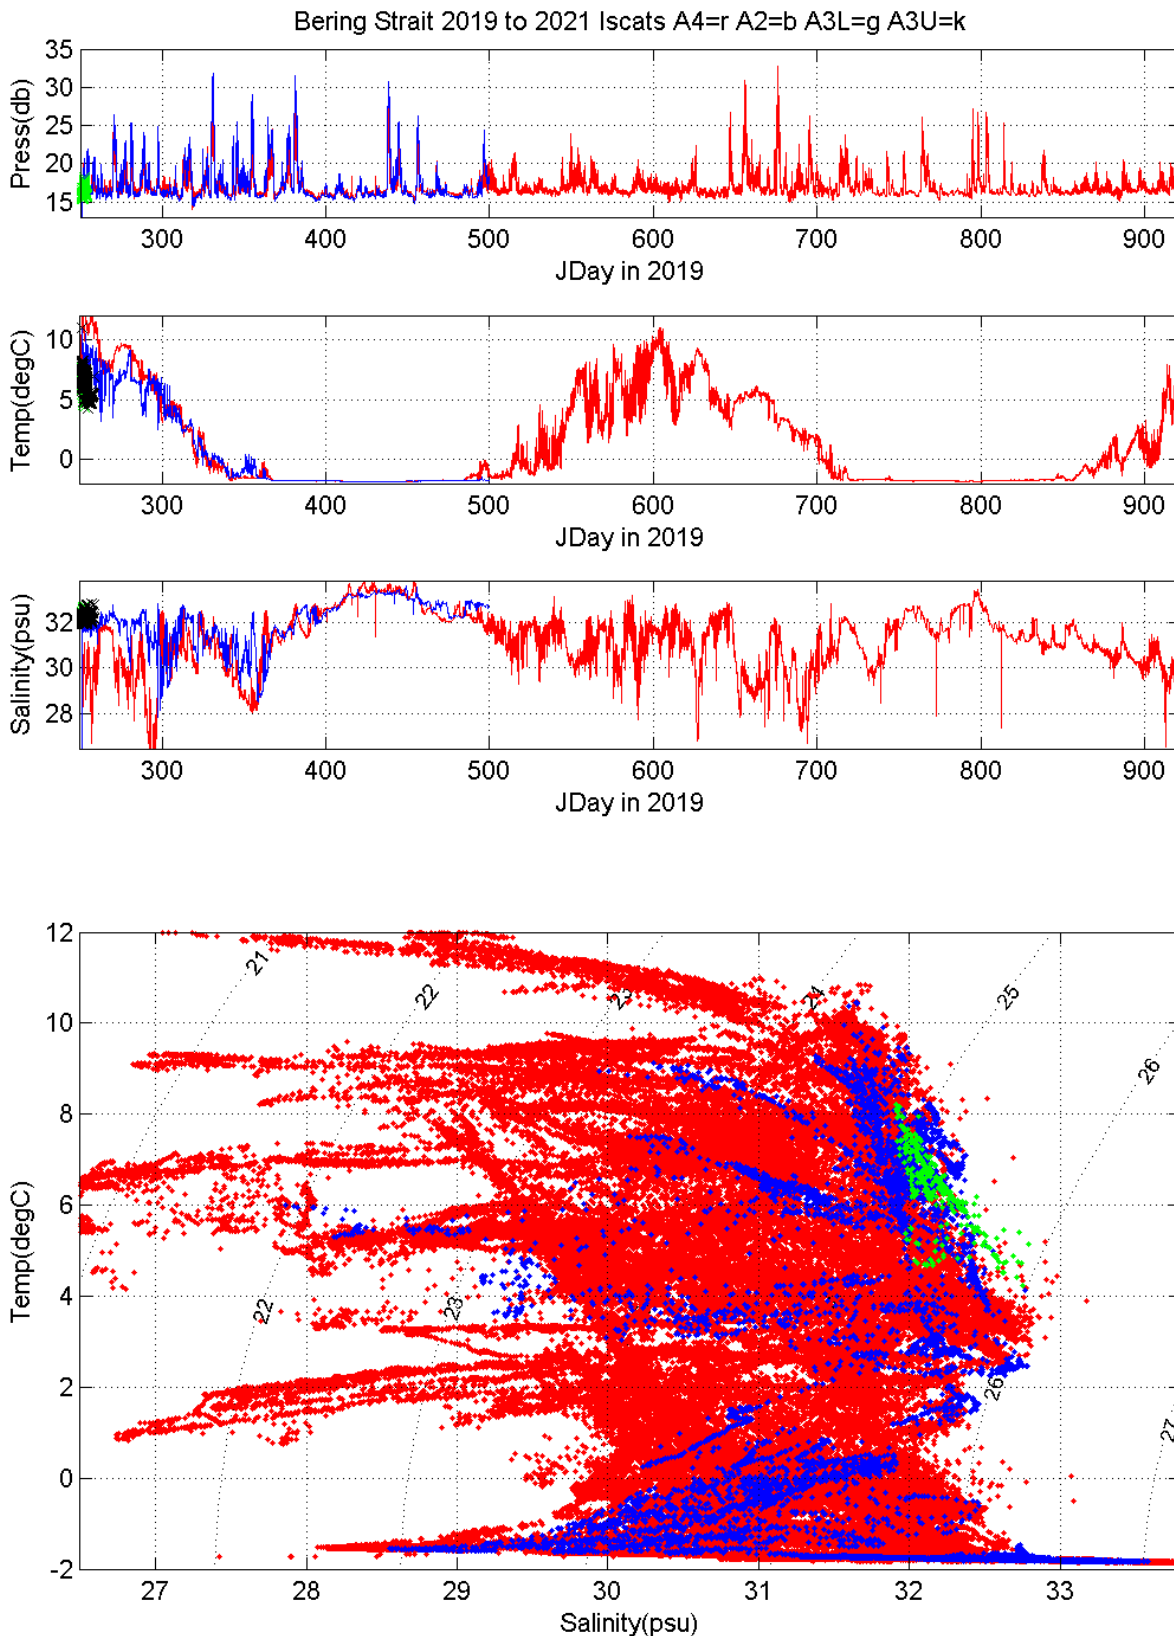 Bering Strait 2019 to 2021 Iscats A4=r A2=b A3L=g A3U=k
Press(db)
35
30
25
20
15
300 400 500 600 700 800 900
JDay in 2019
Temp(degC)
10
5
0
300 400 500 600 700 800 900
JDay in 2019
Salinity(psu)
32
30
28
300 400 500 600 700 800 900
JDay in 2019
Temp(degC)
12
10
8
6
4
2
0
-2
21
22
23
24
25
26
22
23
26
27
27 28 29 30 31 32 33
Salinity(psu)